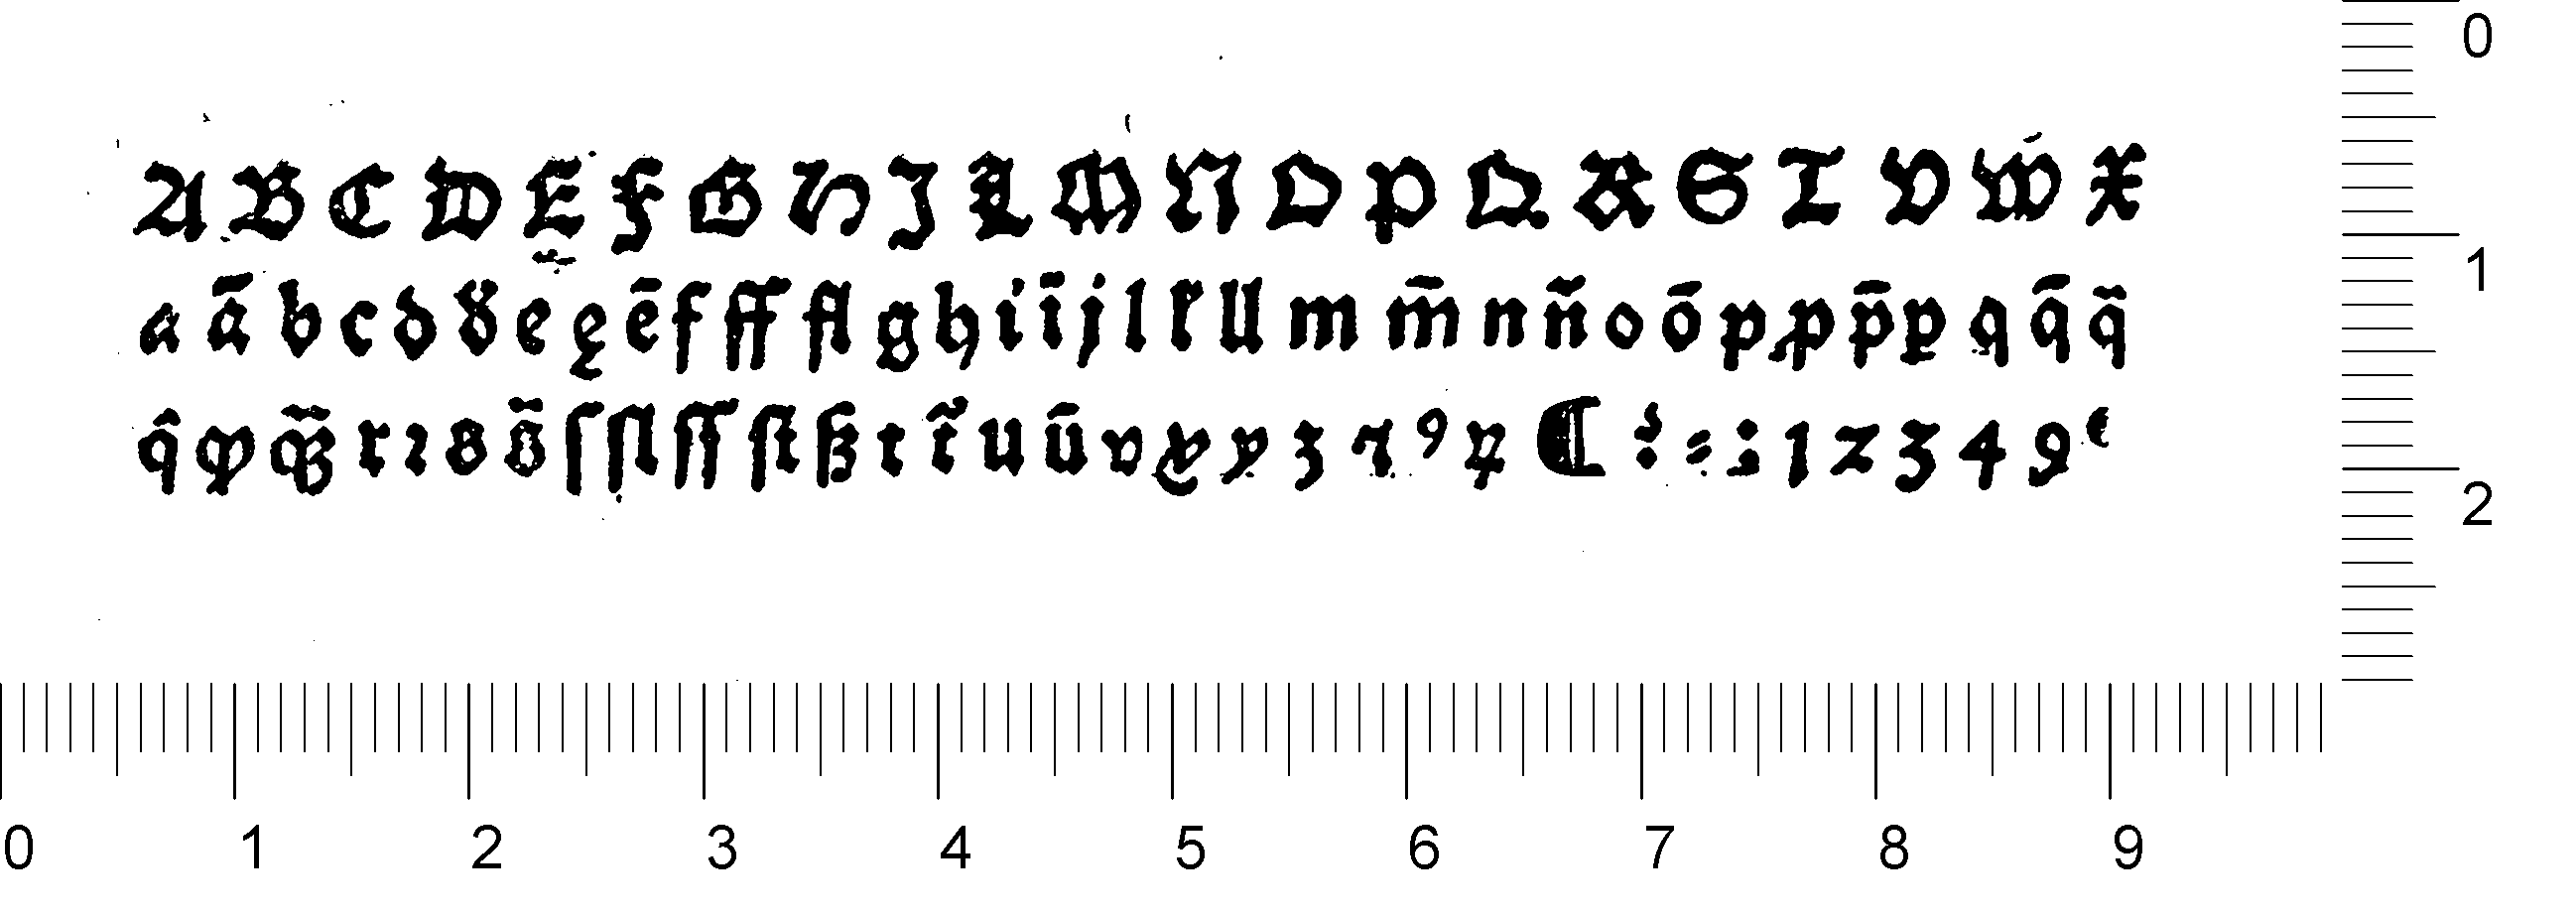 A B C D E F G H J L M N O P Q R S T V W X
a ā b c d d̄ e ę ē f ff fl g h i ī j l ł ll m m̄ n ñ o ō p ꝓ p̄ ꝑ q q̄ q̃
q̂ ꝙ ꝙ̃ r ꝛ s s̃ ſ ſl ſſ ſt ß t t̃ u ū v ꝟ y z ⁊ ꝰ ꝝ ℂ : = : 1 2 3 4 9
0
1
2
0 1 2 3 4 5 6 7 8 9